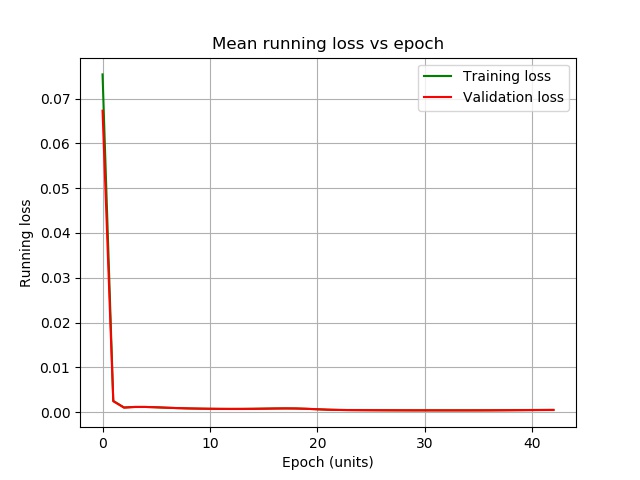 Mean running loss vs epoch
Training loss
Validation loss
0.07
0.06
0.05
0.04
0.03
0.02
0.01
0.00
Running loss
0 10 20 30 40
Epoch (units)